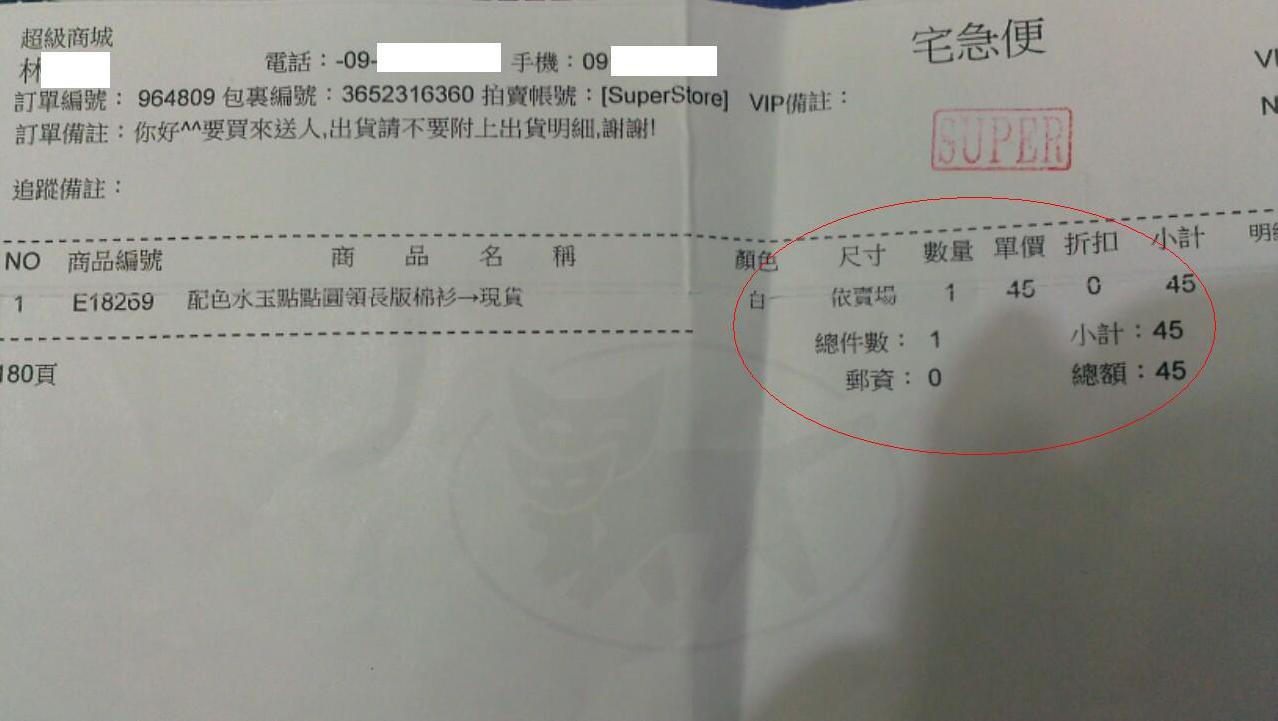 超級商城
宅急便
林
電話：-09-
手機：09
訂單編號： 964809 包裹編號：3652316360 拍賣帳號：[SuperStore]
VIP備註：
訂單備註：你好^^要買來送人,出貨請不要附上出貨明細,謝謝!
SUPER
追蹤備註：
NO 商品編號 商品名稱 顏色 尺寸 數量 單價 折扣 小計
1 E18269 配色水玉點點圓領長版棉衫→現貨 白 依賣場 1 45 0 45
總件數： 1 小計：45
180頁 郵資： 0 總額：45